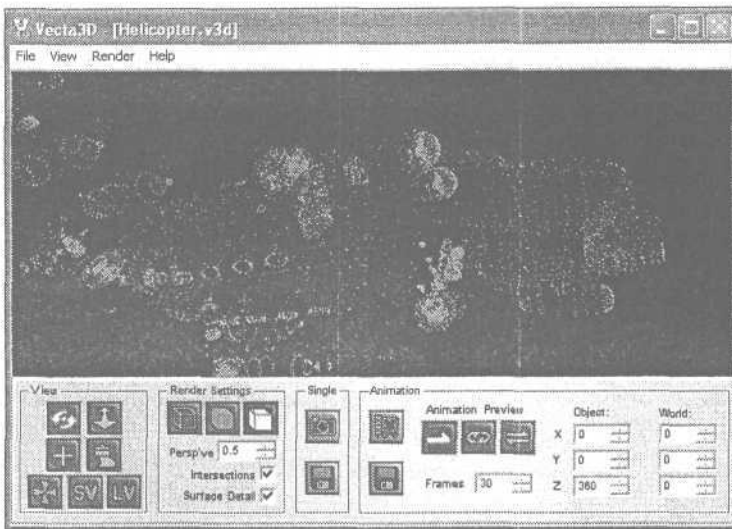 Vecta3D - [Helicopter.v3d]
File View Render Help
View
Render Settings
Single
Animation
Animation Preview
Object:
World:
X 0 0
Persp've 0.5
Y 0 0
Intersections
Frames 30
Z 360 0
SV LV
Surface Detail